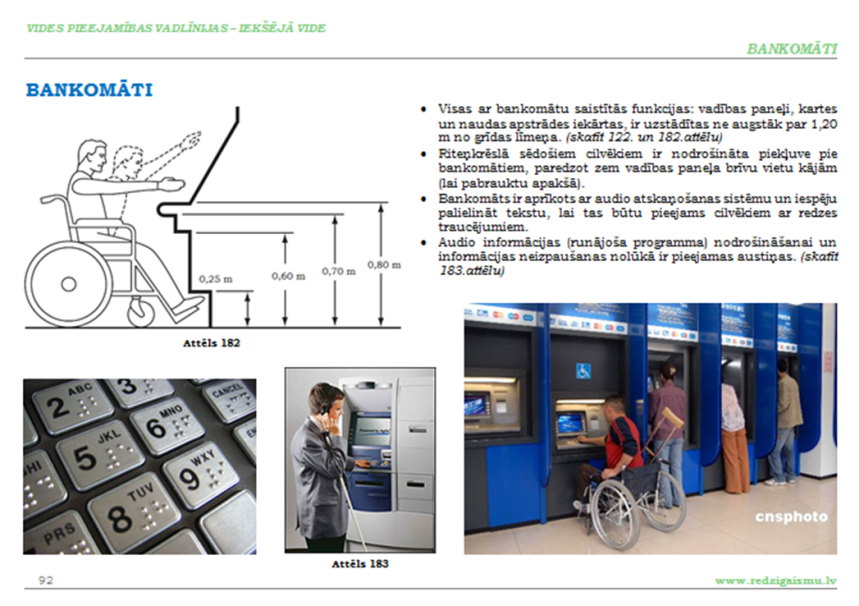 VIDES PIEEJAMĪBAS VADLĪNIJAS – IEKŠĒJĀ VIDE
BANKOMĀTI
BANKOMĀTI
0,25 m
0,60 m
0,70 m
0,80 m
Attēls 182
• Visas ar bankomātu saistītās funkcijas: vadības paneļi, kartes
un naudas apstrādes iekārtas, ir uzstādītas ne augstāk par 1,20
m no grīdas līmeņa. (skatīt 122. un 182.attēlu)
• Riteņkrēslā sēdošiem cilvēkiem ir nodrošināta piekļuve pie
bankomātiem, paredzot zem vadības paneļa brīvu vietu kājām
(lai pabrauktu apakšā).
• Bankomāts ir aprīkots ar audio atskaņošanas sistēmu un iespēju
palielināt tekstu, lai tas būtu pieejams cilvēkiem ar redzes
traucējumiem.
• Audio informācijas (runājoša programma) nodrošināšanai un
informācijas neizpaušanas nolūkā ir pieejamas austiņas. (skatīt
183.attēlu)
2 ABC
3
CANCEL
5 JKL
6 MNO
GHI
8 TUV
9 WXY
PRS
Attēls 183
cnsphoto
92
www.redzigaismu.lv